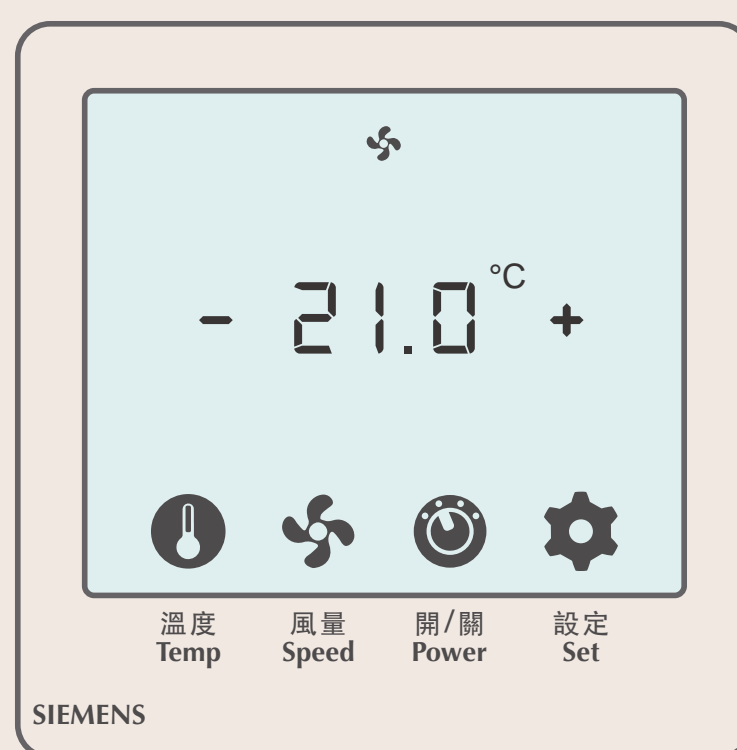 °C
- 21.0 +
溫度 風量 開/關 設定
Temp Speed Power Set
SIEMENS